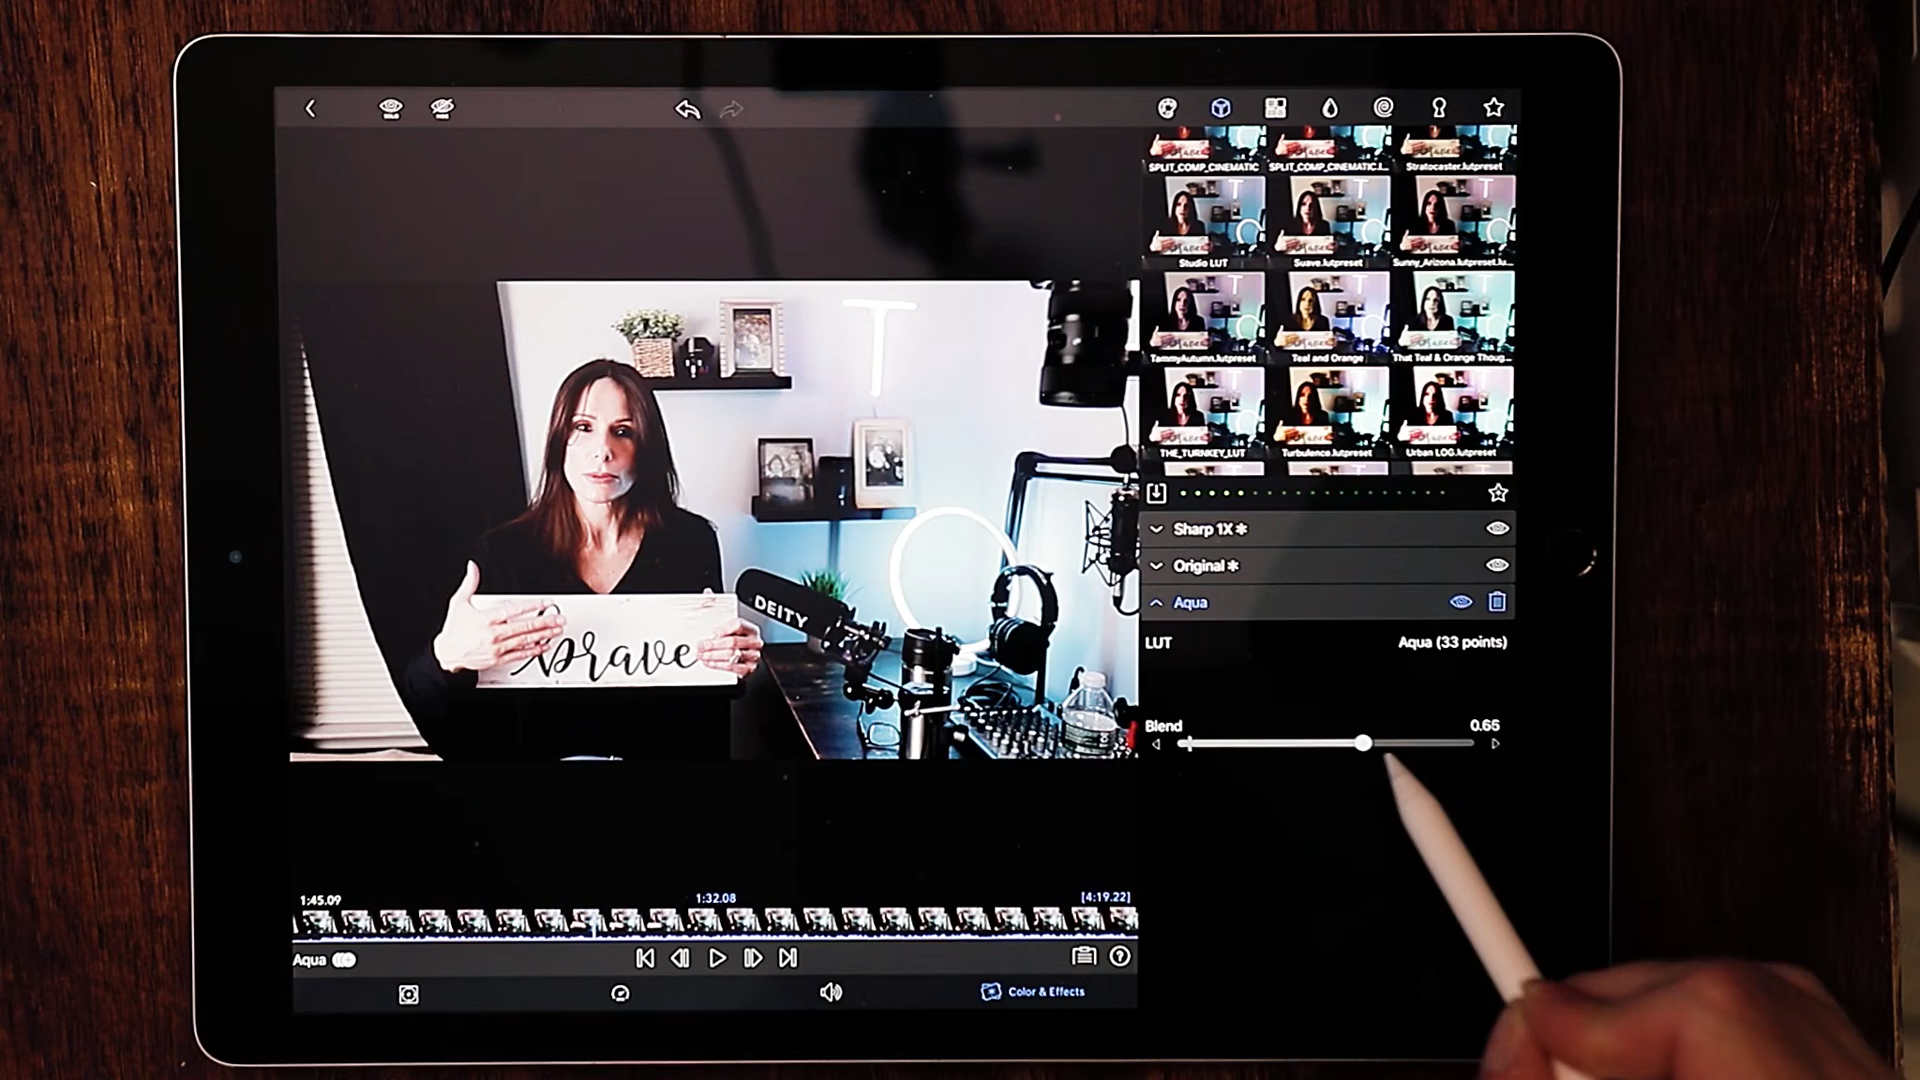 SOLO
SPLIT_COMP_CINEMATIC
SPLIT_COMP_CINEMATIC.l...
Stratocaster.lutpreset
Studio LUT
Suave.lutpreset
Sunny_Arizona.lutpreset.lu...
TammyAutumn.lutpreset
Teal and Orange
That Teal & Orange Thoug...
THE_TURNKEY_LUT
Turbulence.lutpreset
Urban LOG.lutpreset
Sharp 1X
Original
Aqua
LUT
Aqua (33 points)
Blend
0.65
DEITY
brave
1:45.09
1:32.08
[4:19.22]
Aqua
?
Color & Effects